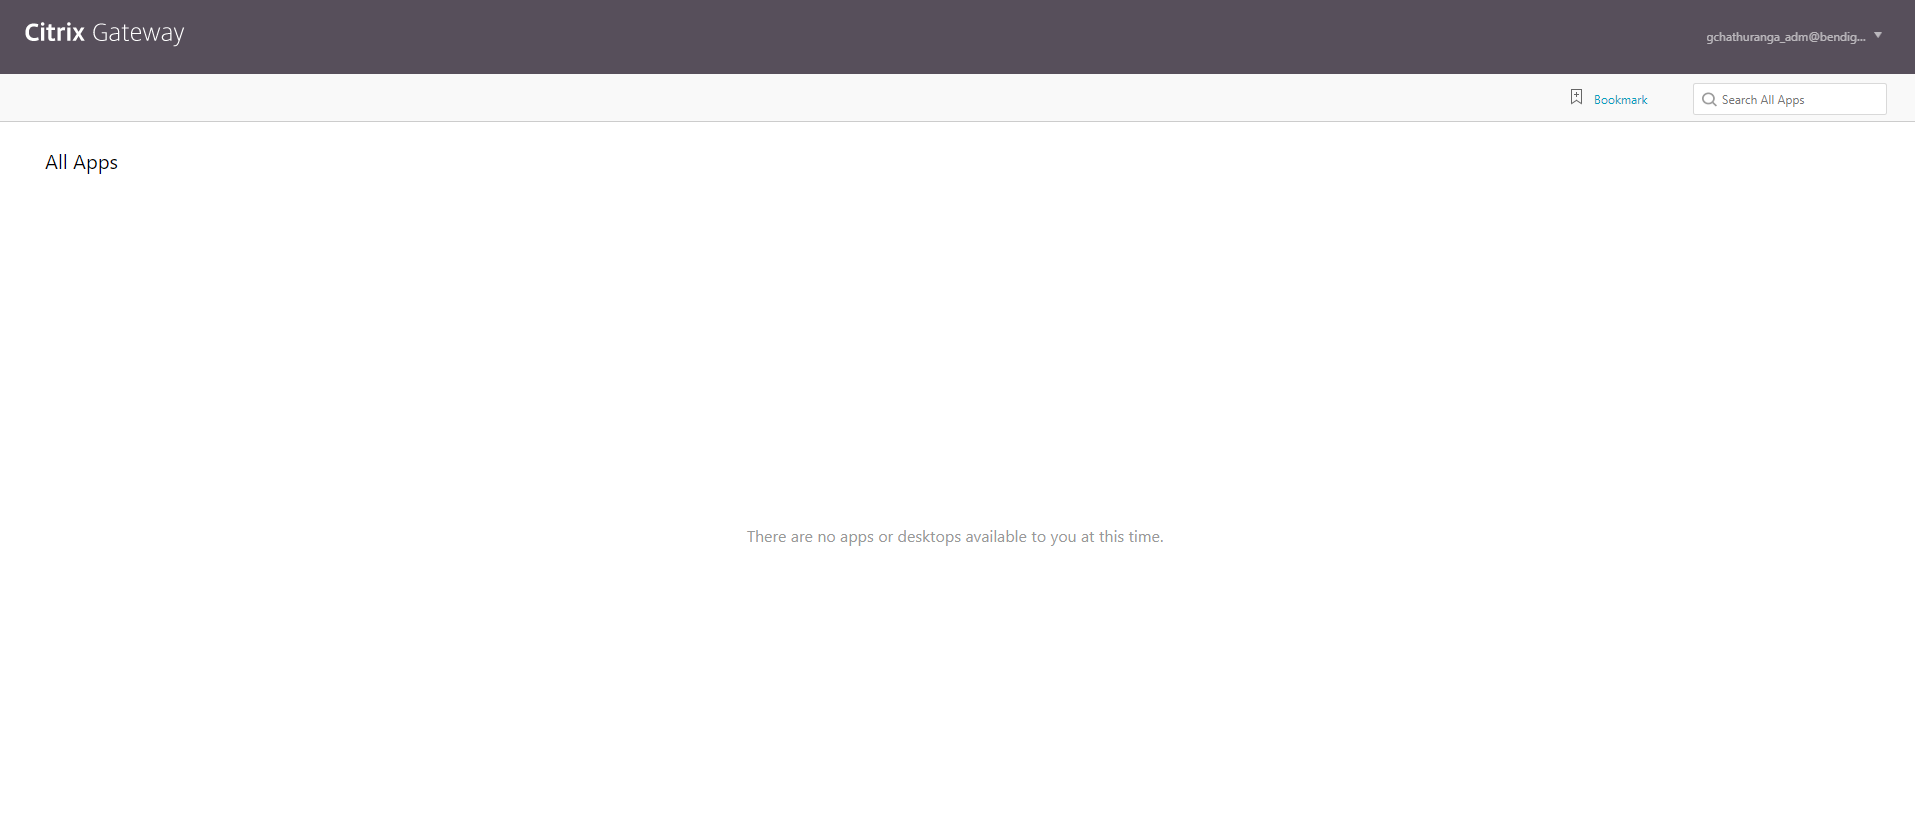 Citrix Gateway
gchathuranga_adm@bendig...
Bookmark
Search All Apps
All Apps
There are no apps or desktops available to you at this time.